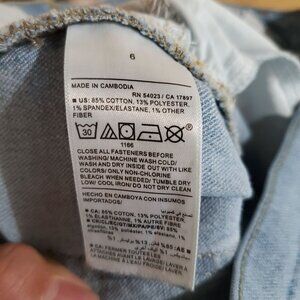 6
MADE IN CAMBODIA
RN 54023 / CA 17897
■ US: 85% COTTON, 13% POLYESTER,
1% SPANDEX/ELASTANE, 1% OTHER
FIBER
30
1166
CLOSE ALL FASTENERS BEFORE
WASHING/ MACHINE WASH COLD/
WASH AND DRY INSIDE OUT WITH LIKE
COLORS/ ONLY NON-CHLORINE
BLEACH WHEN NEEDED/ TUMBLE DRY
LOW/ COOL IRON/ DO NOT DRY CLEAN
HECHO EN CAMBOYA CON INSUMOS
IMPORTADOS/
■ CA: 85% COTON, 13% POLYESTER,
1% ÉLASTHANNE, 1% AUTRE FIBRE